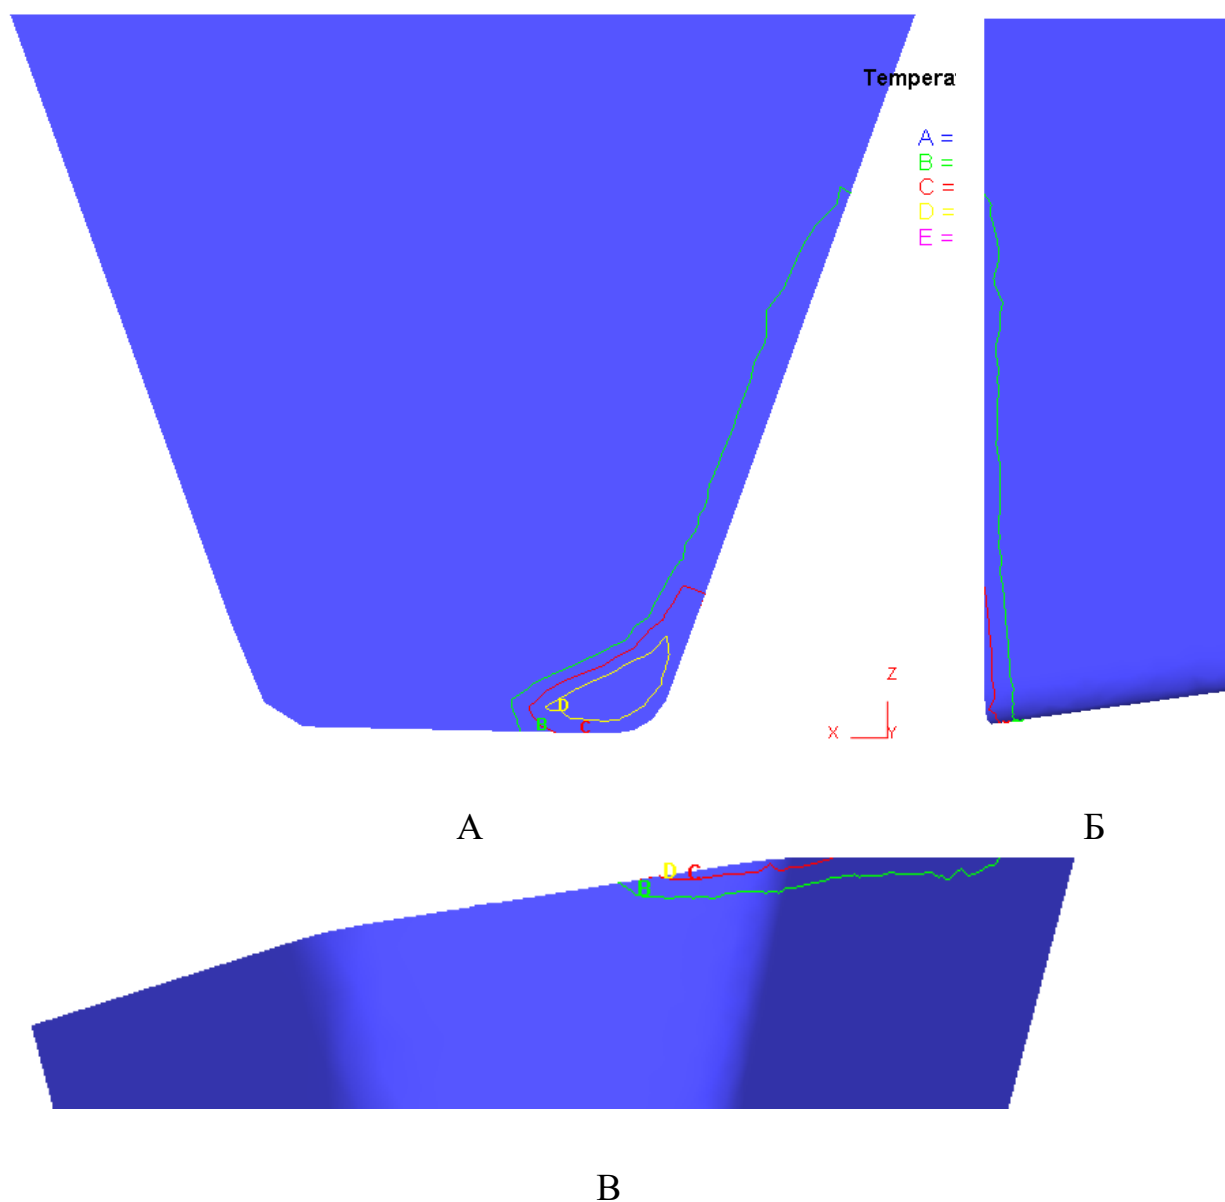 Tempera
A =
B =
C =
D =
E =
Z
X
Y
D
B
C
А
Б
D
C
B
В